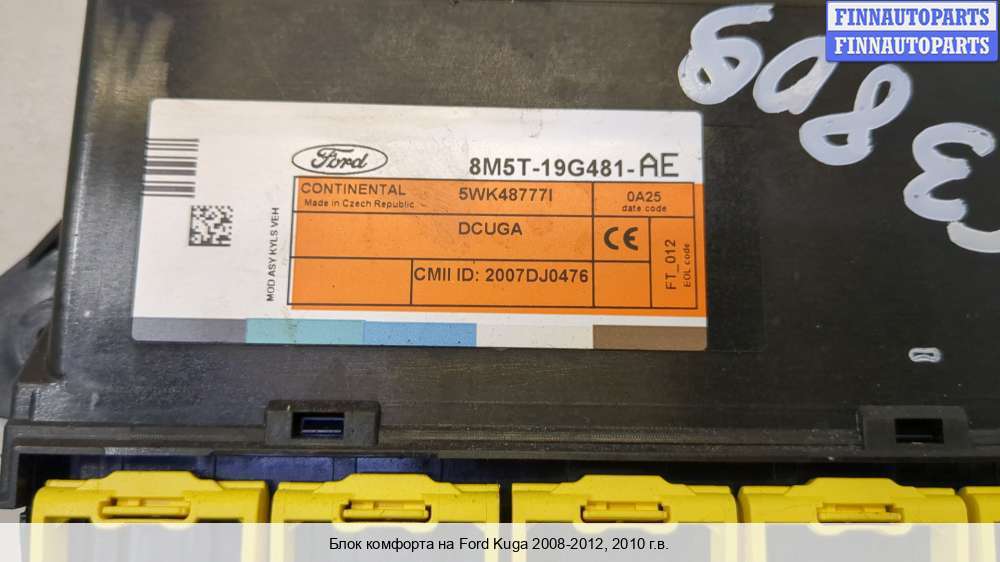 FINNAUTOPARTS
FINNAUTOPARTS
Ford
8M5T-19G481-AE
CONTINENTAL
Made in Czech Republic
5WK48777I
0A25
date code
DCUGA
CE
CMII ID: 2007DJ0476
FT_012
EOL code
MOD ASY KYLS VEH
Блок комфорта на Ford Kuga 2008-2012, 2010 г.в.